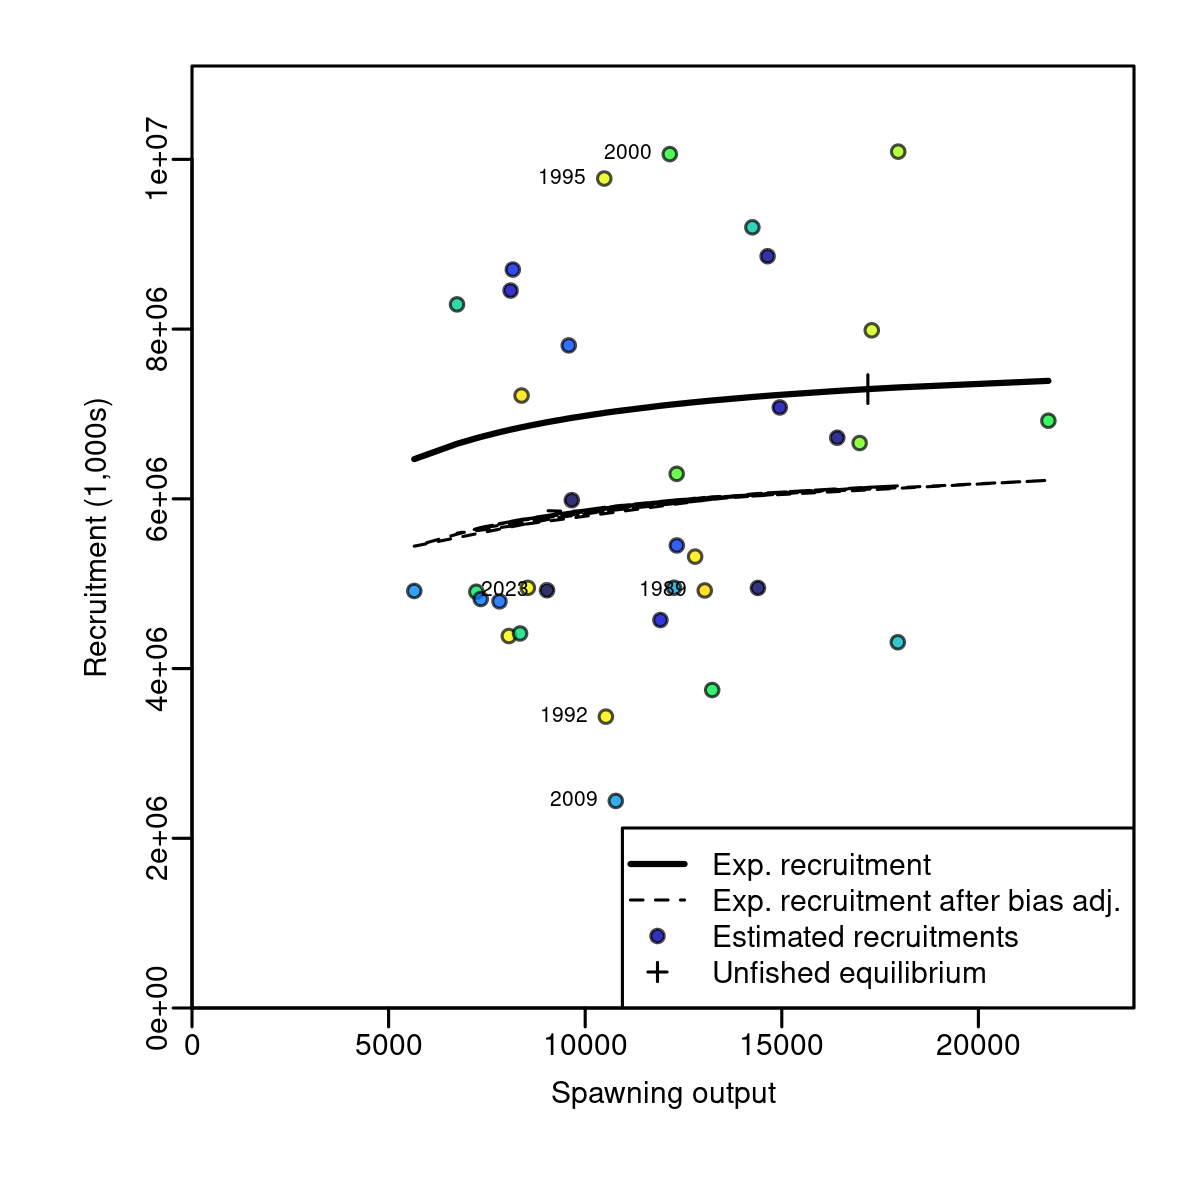 2000
1995
2023
1989
1992
2009
Recruitment (1,000s)
1e+07
8e+06
6e+06
4e+06
2e+06
0e+00
Exp. recruitment
Exp. recruitment after bias adj.
Estimated recruitments
Unfished equilibrium
0 5000 10000 15000 20000
Spawning output